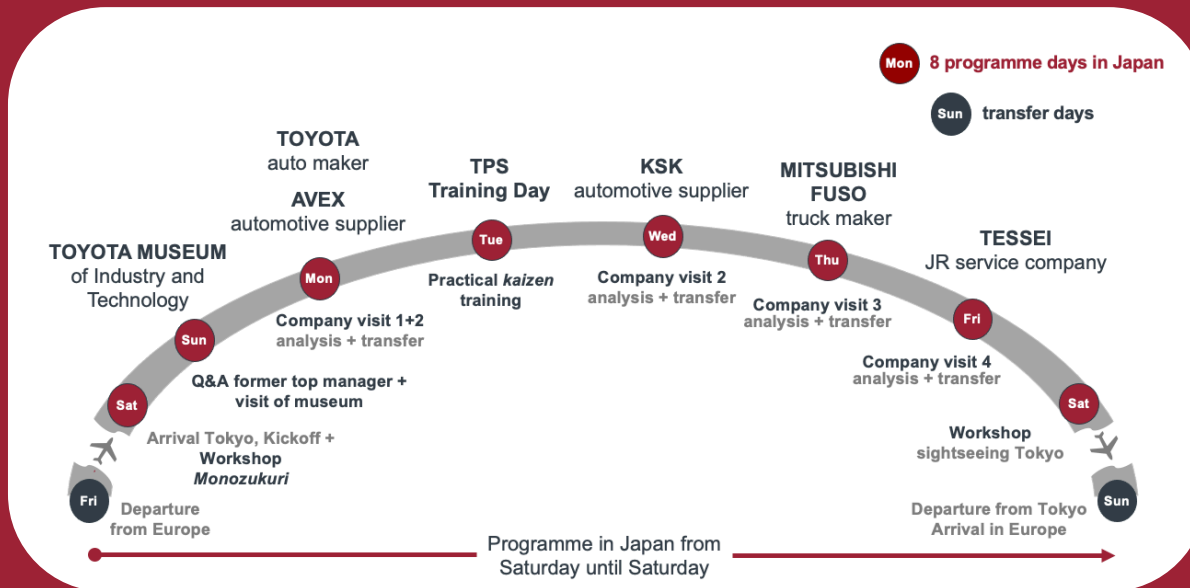 Mon 8 programme days in Japan
Sun transfer days
TOYOTA
auto maker
AVEX
automotive supplier
TPS
Training Day
KSK
automotive supplier
MITSUBISHI
FUSO
truck maker
TESSEI
JR service company
TOYOTA MUSEUM
of Industry and
Technology
Tue
Wed
Thu
Mon
Fri
Sun
Sat
Sat
Practical kaizen
training
Company visit 2
analysis + transfer
Company visit 3
analysis + transfer
Company visit 1+2
analysis + transfer
Company visit 4
analysis + transfer
Q&A former top manager +
visit of museum
Arrival Tokyo, Kickoff +
Workshop
Monozukuri
Workshop
sightseeing Tokyo
Fri
Departure
from Europe
Departure from Tokyo
Arrival in Europe
Sun
Programme in Japan from
Saturday until Saturday